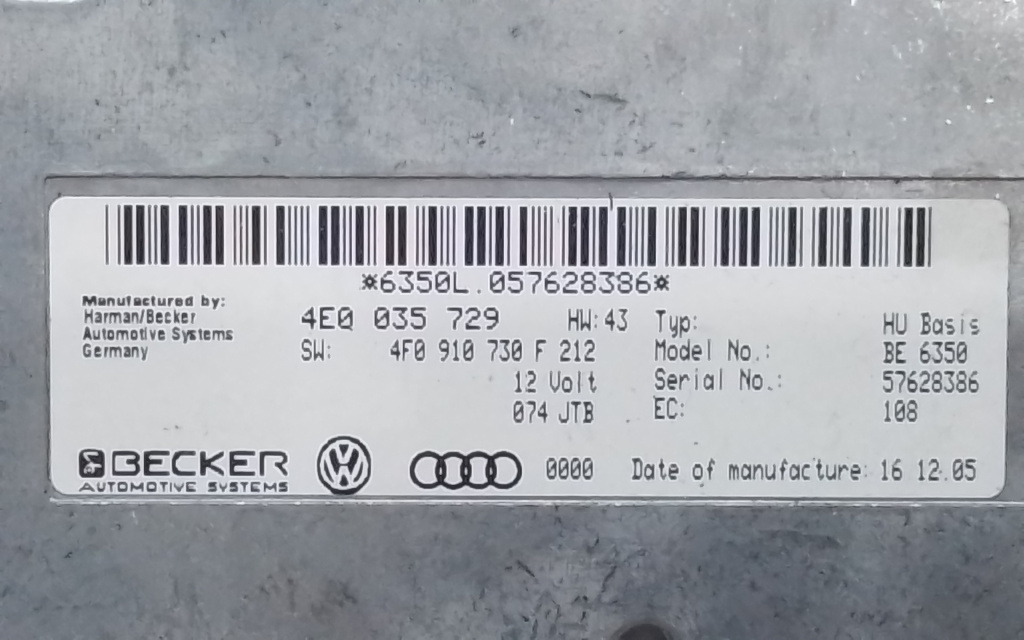 *6350L.057628386*
Manufactured by:
Harman/Becker
Automotive Systems
Germany
4E0 035 729 HW:43
SW: 4F0 910 730 F 212
12 Volt
074 JTB
Typ: HU Basis
Model No.: BE 6350
Serial No.: 57628386
EC: 108
BECKER
AUTOMOTIVE SYSTEMS
VW
0000
Date of manufacture: 16 12.05